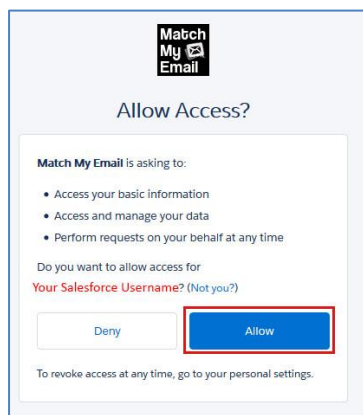 Match
My
Email
Allow Access?
Match My Email is asking to:
• Access your basic information
• Access and manage your data
• Perform requests on your behalf at any time
Do you want to allow access for
Your Salesforce Username? (Not you?)
Deny
Allow
To revoke access at any time, go to your personal settings.